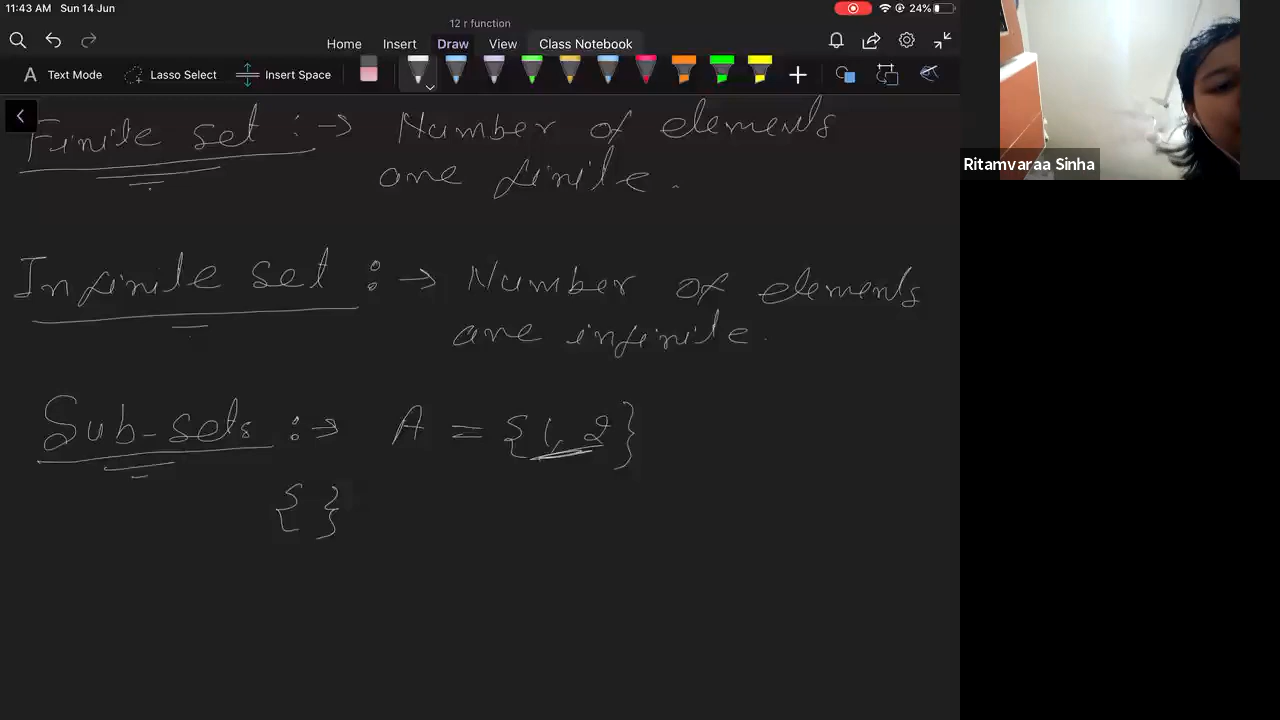 11:43 AM Sun 14 Jun
24%
12 r function
Home Insert Draw View Class Notebook
Text Mode Lasso Select Insert Space
Finite set :→ Number of elements
are finite.
Infinite set :→ Number of elements
are infinite.
Sub-sets :→ A = {1, 2}
{ }
Ritamvaraa Sinha